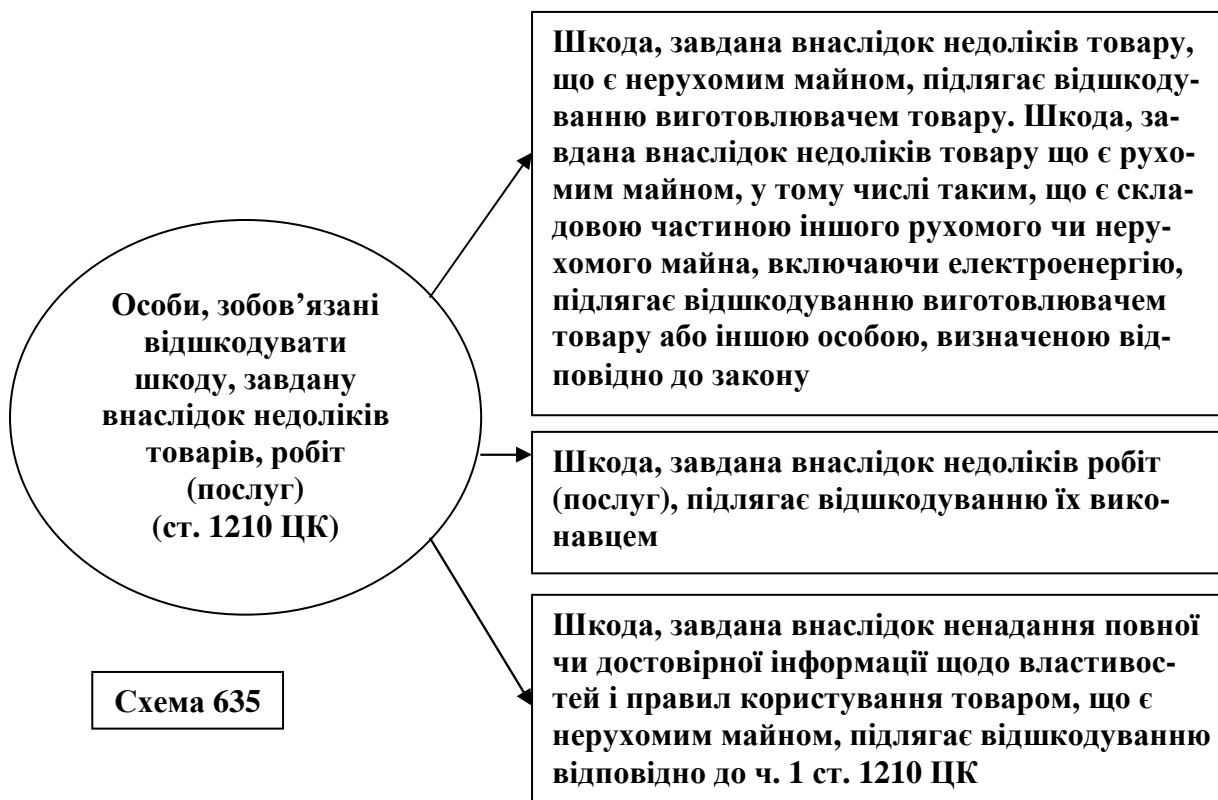 Особи, зобов’язані
відшкодувати
шкоду, завдану
внаслідок недоліків
товарів, робіт
(послуг)
(ст. 1210 ЦК)
Шкода, завдана внаслідок недоліків товару,
що є нерухомим майном, підлягає відшкоду-
ванню виготовлювачем товару. Шкода, за-
вдана внаслідок недоліків товару що є рухо-
мим майном, у тому числі таким, що є скла-
довою частиною іншого рухомого чи неру-
хомого майна, включаючи електроенергію,
підлягає відшкодуванню виготовлювачем
товару або іншою особою, визначеною від-
повідно до закону
Шкода, завдана внаслідок недоліків робіт
(послуг), підлягає відшкодуванню їх вико-
навцем
Шкода, завдана внаслідок ненадання повної
чи достовірної інформації щодо властивос-
тей і правил користування товаром, що є
нерухомим майном, підлягає відшкодуванню
відповідно до ч. 1 ст. 1210 ЦК
Схема 635